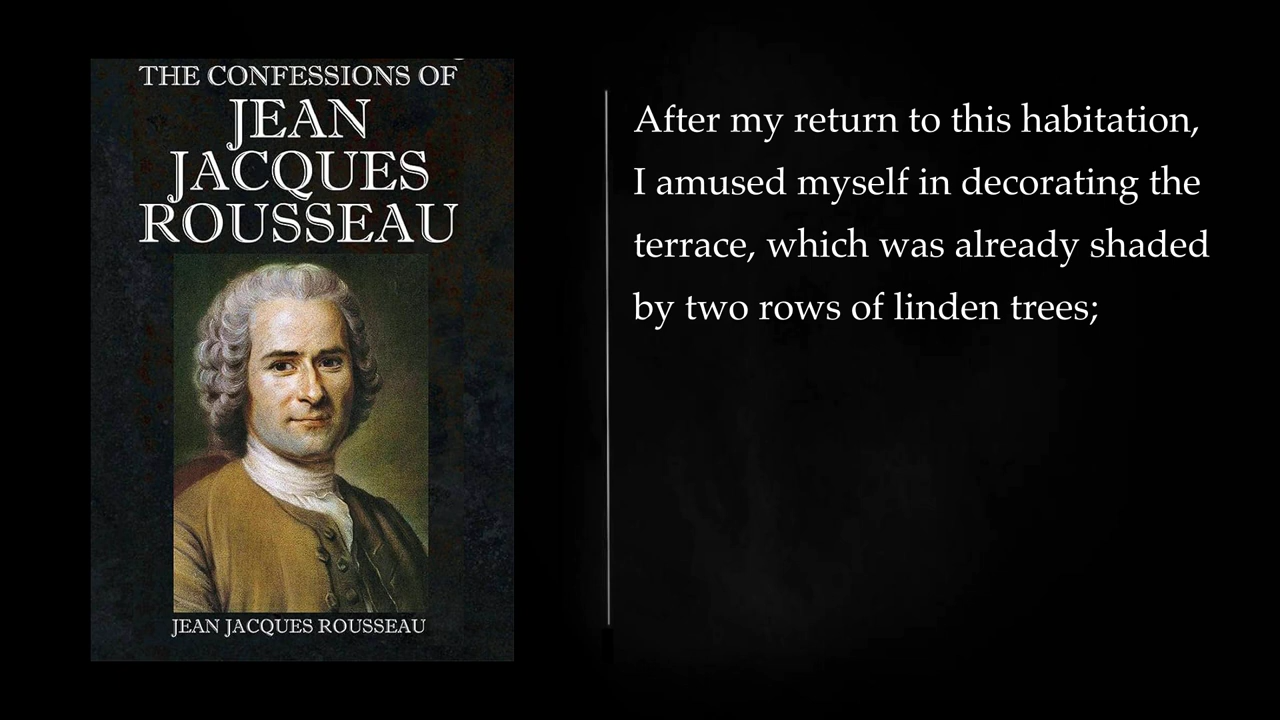 THE CONFESSIONS OF
JEAN
JACQUES
ROUSSEAU
JEAN JACQUES ROUSSEAU
After my return to this habitation,
I amused myself in decorating the
terrace, which was already shaded
by two rows of linden trees;